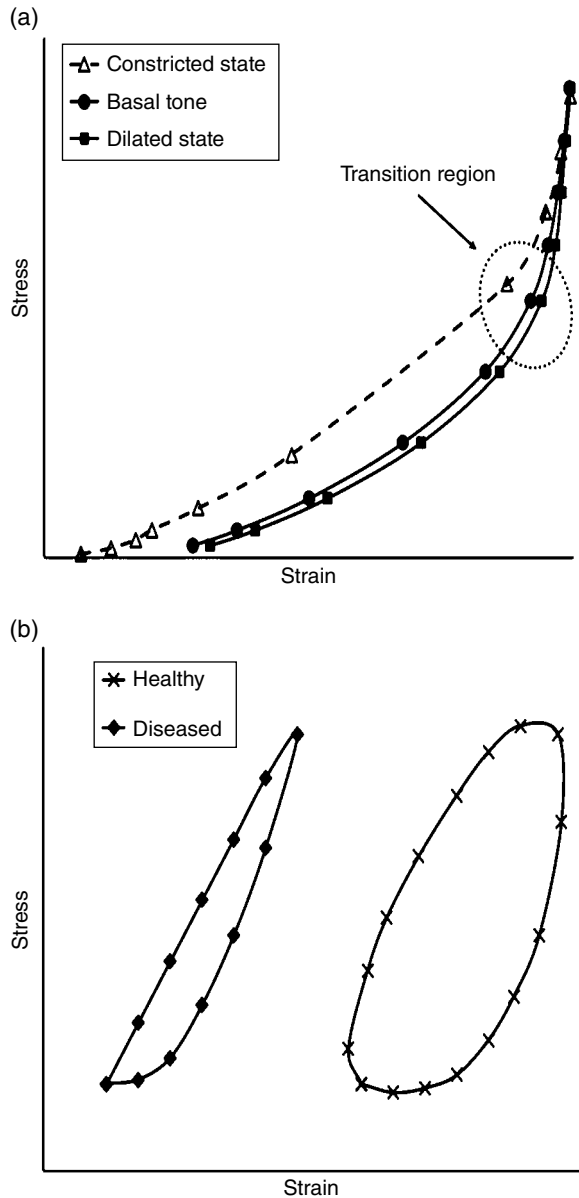 (a)
Constricted state
Basal tone
Dilated state
Transition region
Stress
Strain
(b)
Healthy
Diseased
Stress
Strain